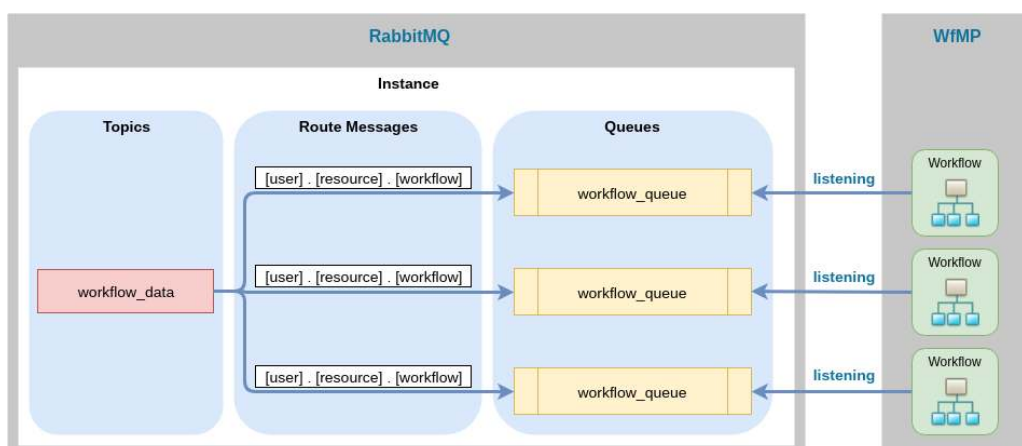 RabbitMQ
WfMP
Instance
Topics
Route Messages
Queues
[user] . [resource] . [workflow]
workflow_queue
listening
Workflow
workflow_data
[user] . [resource] . [workflow]
workflow_queue
listening
Workflow
[user] . [resource] . [workflow]
workflow_queue
listening
Workflow